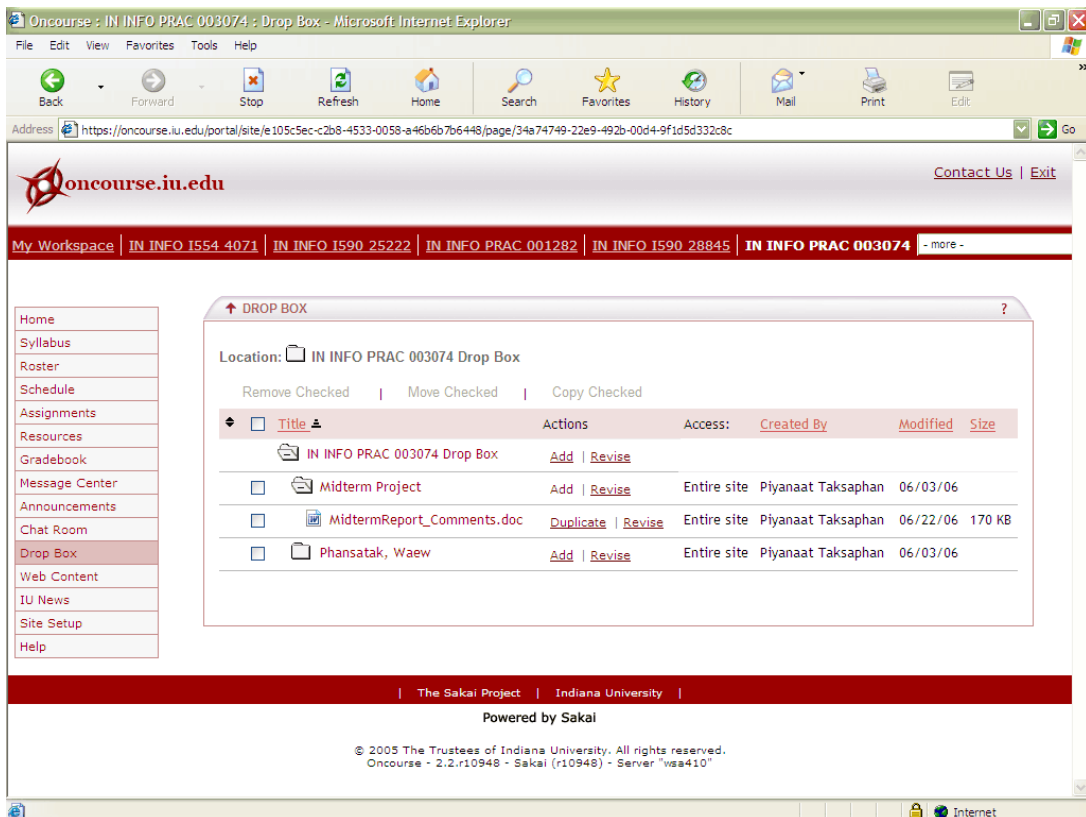 Oncourse : IN INFO PRAC 003074 : Drop Box - Microsoft Internet Explorer
File Edit View Favorites Tools Help
Back Forward Stop Refresh Home Search Favorites History Mail Print Edit
Address https://oncourse.iu.edu/portal/site/e105c5ec-c2b8-4533-0058-a46b6b7b6448/page/34a74749-22e9-492b-00d4-9f1d5d332c8c Go
oncourse.iu.edu
Contact Us | Exit
My Workspace | IN INFO I554 4071 | IN INFO I590 25222 | IN INFO PRAC 001282 | IN INFO I590 28845 | IN INFO PRAC 003074 - more -
Home
Syllabus
Roster
Schedule
Assignments
Resources
Gradebook
Message Center
Announcements
Chat Room
Drop Box
Web Content
IU News
Site Setup
Help
DROP BOX ?
Location: IN INFO PRAC 003074 Drop Box
Remove Checked | Move Checked | Copy Checked
Title Actions Access: Created By Modified Size
IN INFO PRAC 003074 Drop Box Add | Revise
Midterm Project Add | Revise Entire site Piyanaat Taksaphan 06/03/06
MidtermReport_Comments.doc Duplicate | Revise Entire site Piyanaat Taksaphan 06/22/06 170 KB
Phansatak, Waew Add | Revise Entire site Piyanaat Taksaphan 06/03/06
| The Sakai Project | Indiana University |
Powered by Sakai
© 2005 The Trustees of Indiana University. All rights reserved.
Oncourse - 2.2.r10948 - Sakai (r10948) - Server "wsa410"
Internet